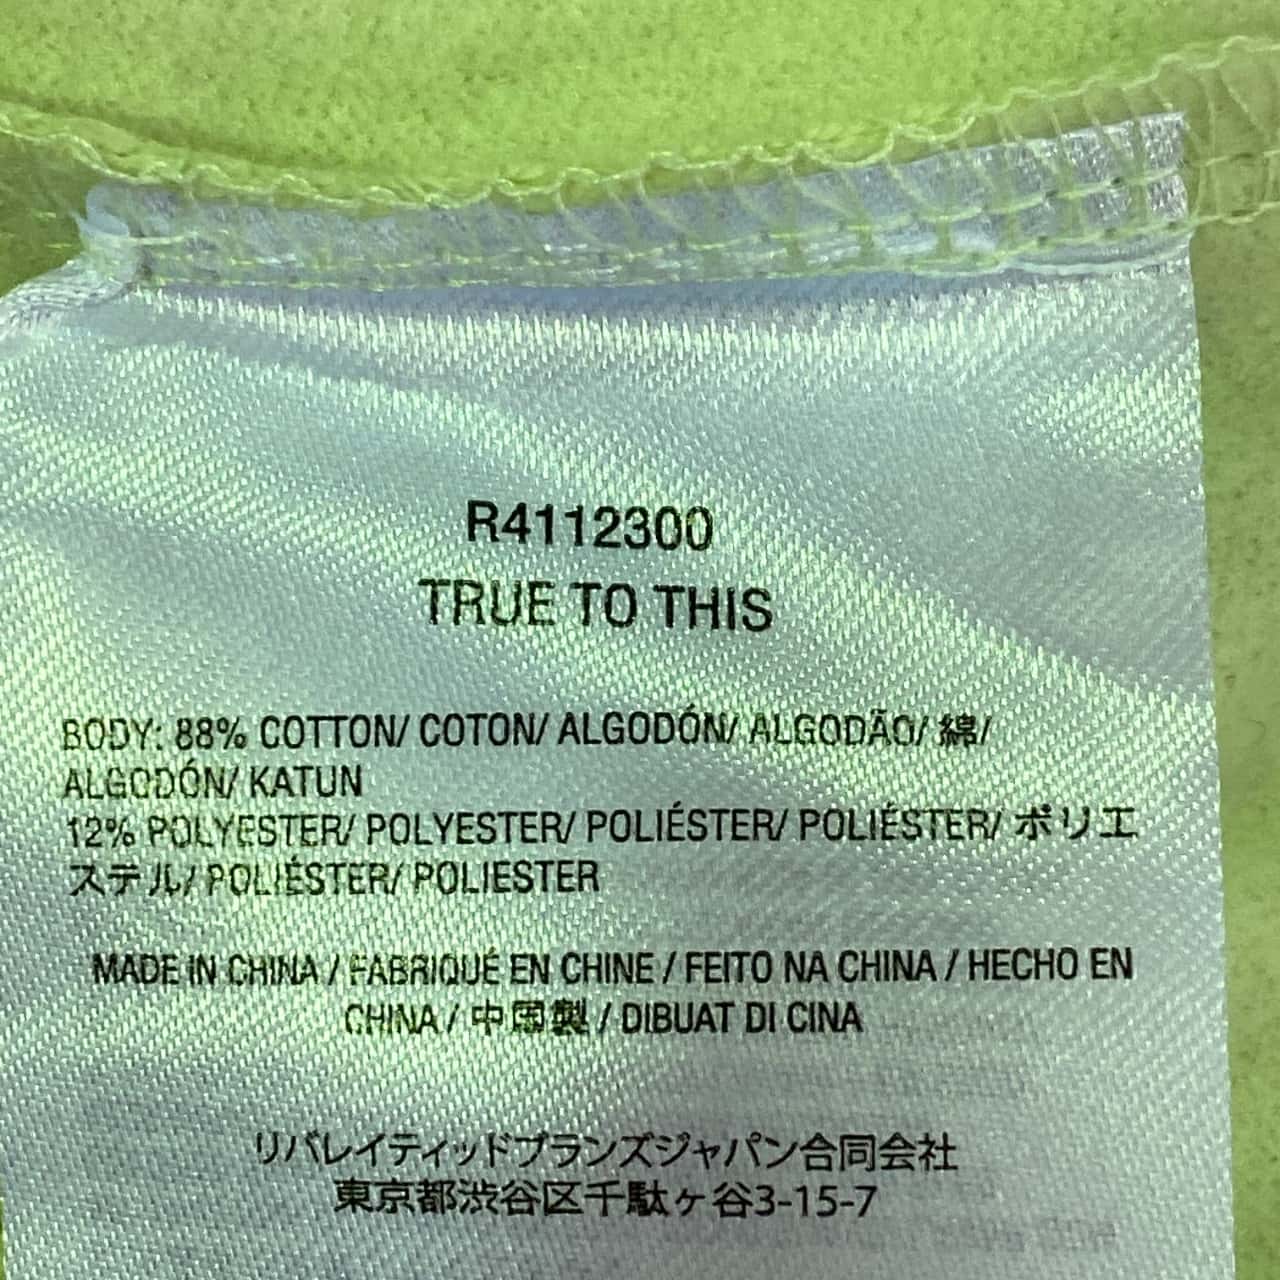 R4112300
TRUE TO THIS
BODY: 88% COTTON/ COTON/ ALGODÓN/ ALGODÃO/ 綿/
ALGODÓN/ KATUN
12% POLYESTER/ POLYESTER/ POLIÉSTER/ POLIÉSTER/ ポリエ
ステル/ POLIÉSTER/ POLIESTER
MADE IN CHINA / FABRIQUÉ EN CHINE / FEITO NA CHINA / HECHO EN
CHINA / 中国製 / DIBUAT DI CINA
リバレイティッドブランズジャパン合同会社
東京都渋谷区千駄ヶ谷3-15-7